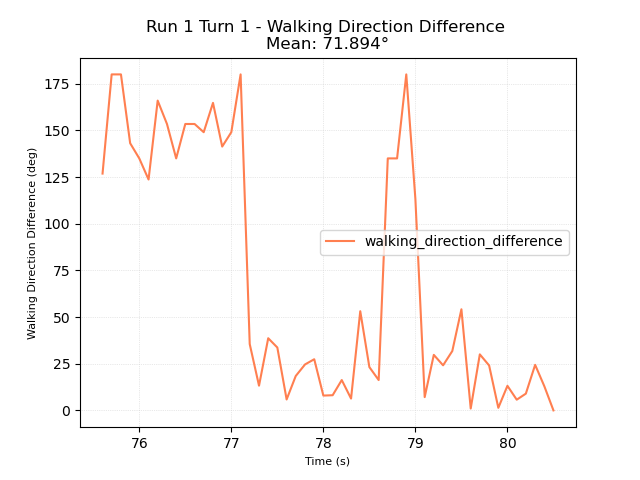 Run 1 Turn 1 - Walking Direction Difference
Mean: 71.894°
Walking Direction Difference (deg)
175
150
125
100
75
50
25
0
walking_direction_difference
76
77
78
79
80
Time (s)